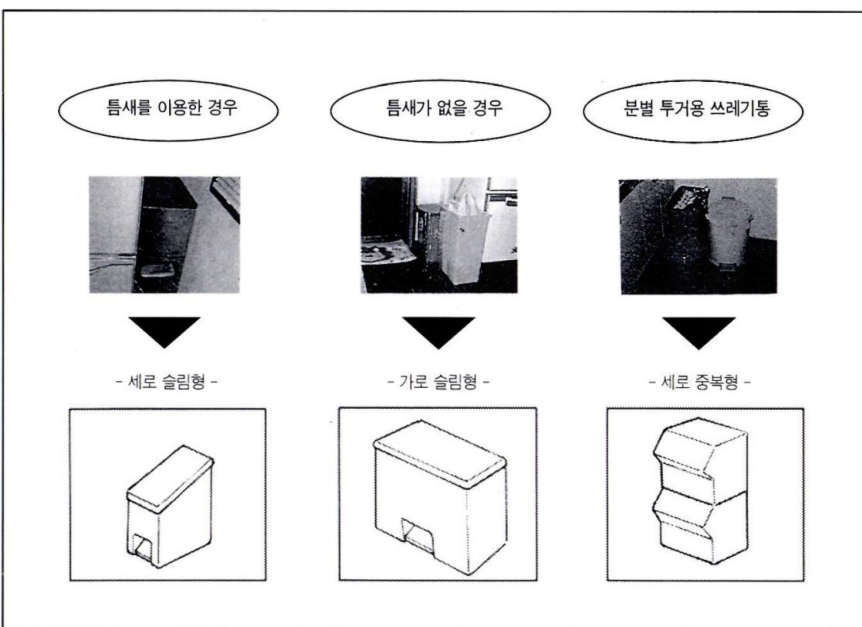 틈새를 이용한 경우
틈새가 없을 경우
분별 투거용 쓰레기통
- 세로 슬림형 -
- 가로 슬림형 -
- 세로 중복형 -